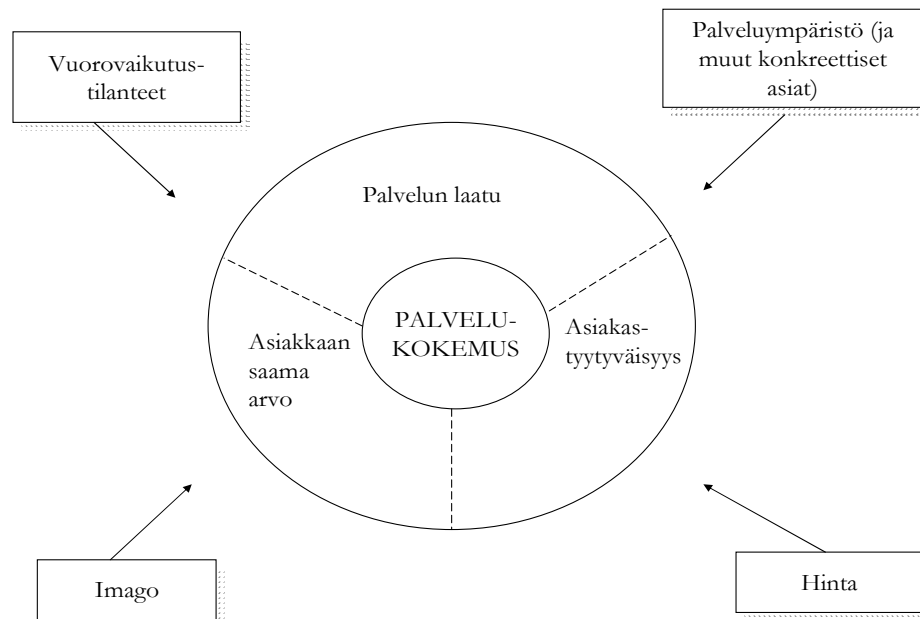 Vuorovaikutus-
tilanteet
Palveluympäristö (ja
muut konkreettiset
asiat)
Palvelun laatu
PALVELU-
KOKEMUS
Asiakkaan
saama
arvo
Asiakas-
tyytyväisyys
Imago
Hinta